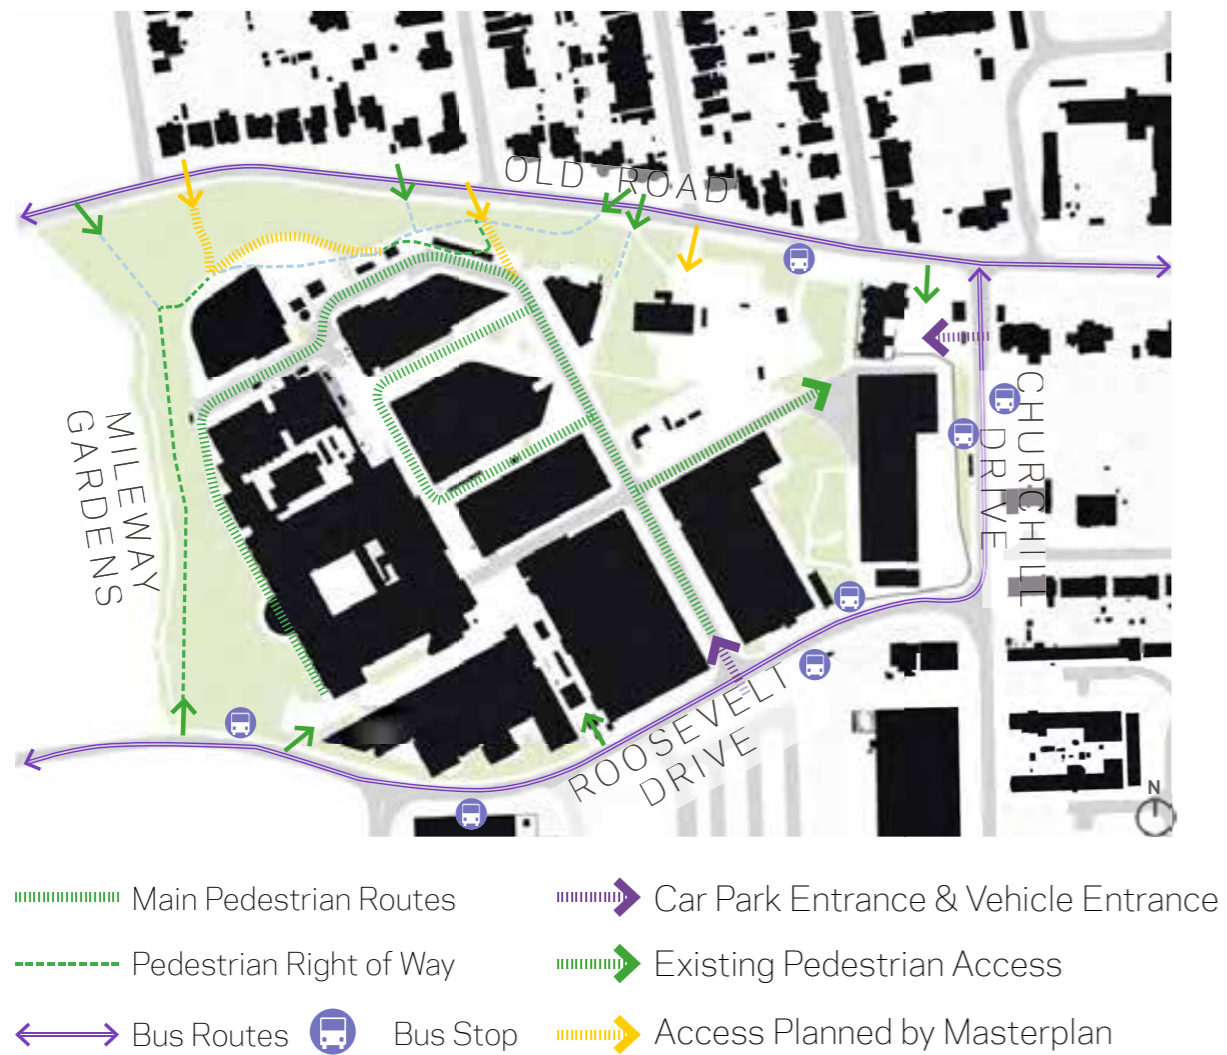 OLD ROAD
MILEWAY
GARDENS
CHURCHILL
DRIVE
ROOSEVELT
DRIVE
N
Main Pedestrian Routes
Car Park Entrance & Vehicle Entrance
Pedestrian Right of Way
Existing Pedestrian Access
Bus Routes
Bus Stop
Access Planned by Masterplan